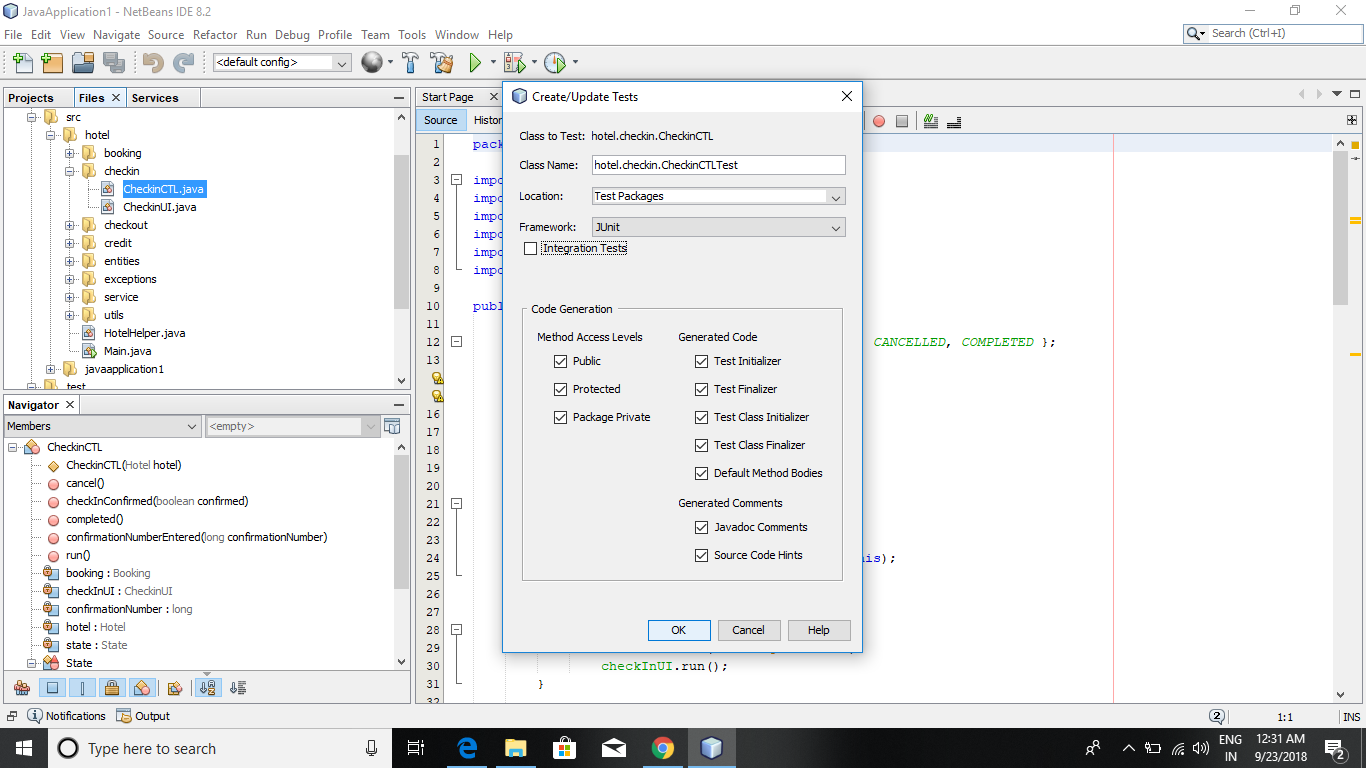 JavaApplication1 - NetBeans IDE 8.2
File Edit View Navigate Source Refactor Run Debug Profile Team Tools Window Help
Search (Ctrl+I)
<default config>
Projects Files Services
src
hotel
booking
checkin
CheckinCTL.java
CheckinUI.java
checkout
credit
entities
exceptions
service
utils
HotelHelper.java
Main.java
javaapplication1
test
Navigator
Members
<empty>
CheckinCTL
CheckinCTL(Hotel hotel)
cancel()
checkInConfirmed(boolean confirmed)
completed()
confirmationNumberEntered(long confirmationNumber)
run()
booking : Booking
checkInUI : CheckinUI
confirmationNumber : long
hotel : Hotel
state : State
State
Start Page
Source Histor
1 pack
2
3 impo
4 impo
5 impo
6 impo
7 impo
8 impo
9
10 publ
11
12 CANCELLED, COMPLETED };
13
16
17
18
19
20
21
22
23
24 is);
25
26
27
28
29
30 checkInUI.run();
31 }
32
Create/Update Tests
Class to Test: hotel.checkin.CheckinCTL
Class Name: hotel.checkin.CheckinCTLTest
Location: Test Packages
Framework: JUnit
Integration Tests
Code Generation
Method Access Levels
Public
Protected
Package Private
Generated Code
Test Initializer
Test Finalizer
Test Class Initializer
Test Class Finalizer
Default Method Bodies
Generated Comments
Javadoc Comments
Source Code Hints
OK Cancel Help
Notifications Output
2
1:1 INS
Type here to search
ENG
IN
12:31 AM
9/23/2018
2